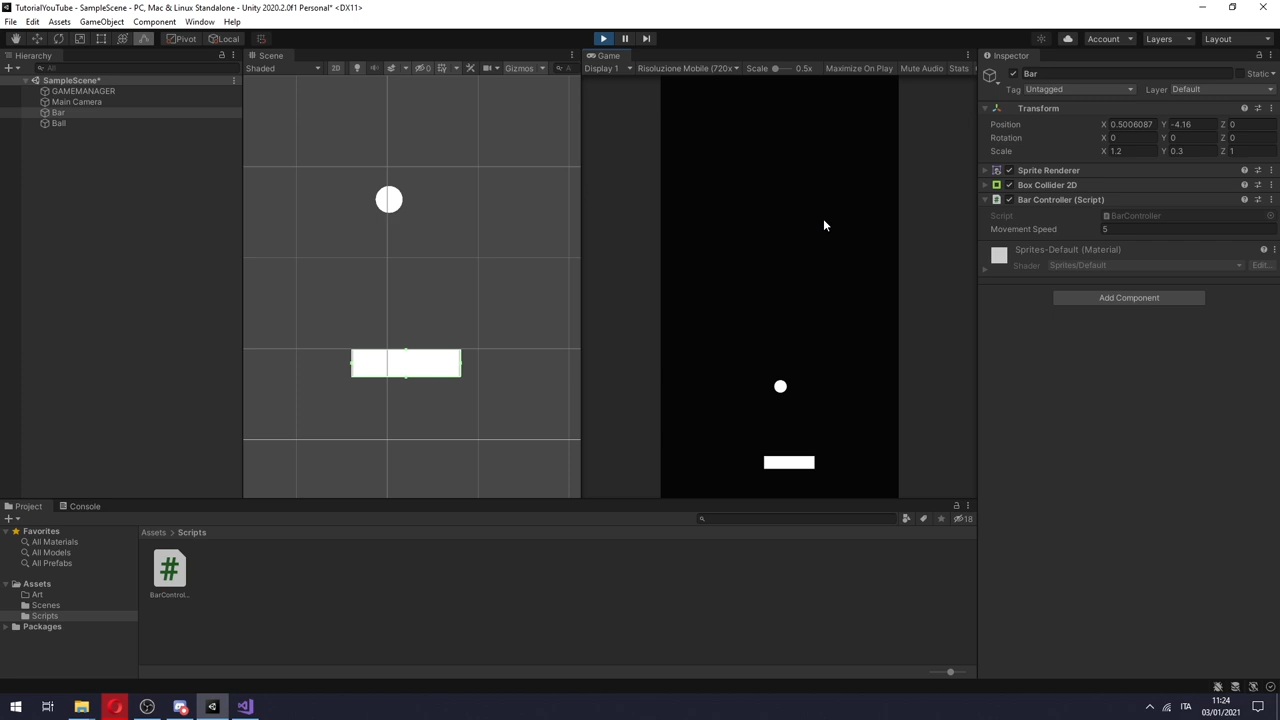 TutorialYouTube - SampleScene - PC, Mac & Linux Standalone - Unity 2020.2.0f1 Personal* <DX11>
File Edit Assets GameObject Component Window Help
Pivot Local Account Layers Layout
Hierarchy Scene Game Inspector
All
Shaded 2D 0 Gizmos A
Display 1 Risoluzione Mobile (720x Scale 0.5x Maximize On Play Mute Audio Stats
Bar Static
SampleScene*
GAMEMANAGER
Main Camera
Bar
Ball
Tag Untagged Layer Default
Transform
Position X 0.5006087 Y -4.16 Z 0
Rotation X 0 Y 0 Z 0
Scale X 1.2 Y 0.3 Z 1
Sprite Renderer
Box Collider 2D
# Bar Controller (Script)
Script BarController
Movement Speed 5
Sprites-Default (Material)
Shader Sprites/Default Edit...
Add Component
Project Console
18
Favorites
All Materials
All Models
All Prefabs
Assets
Art
Scenes
Scripts
Packages
Assets > Scripts
#
BarControl...
ITA
11:24
03/01/2021